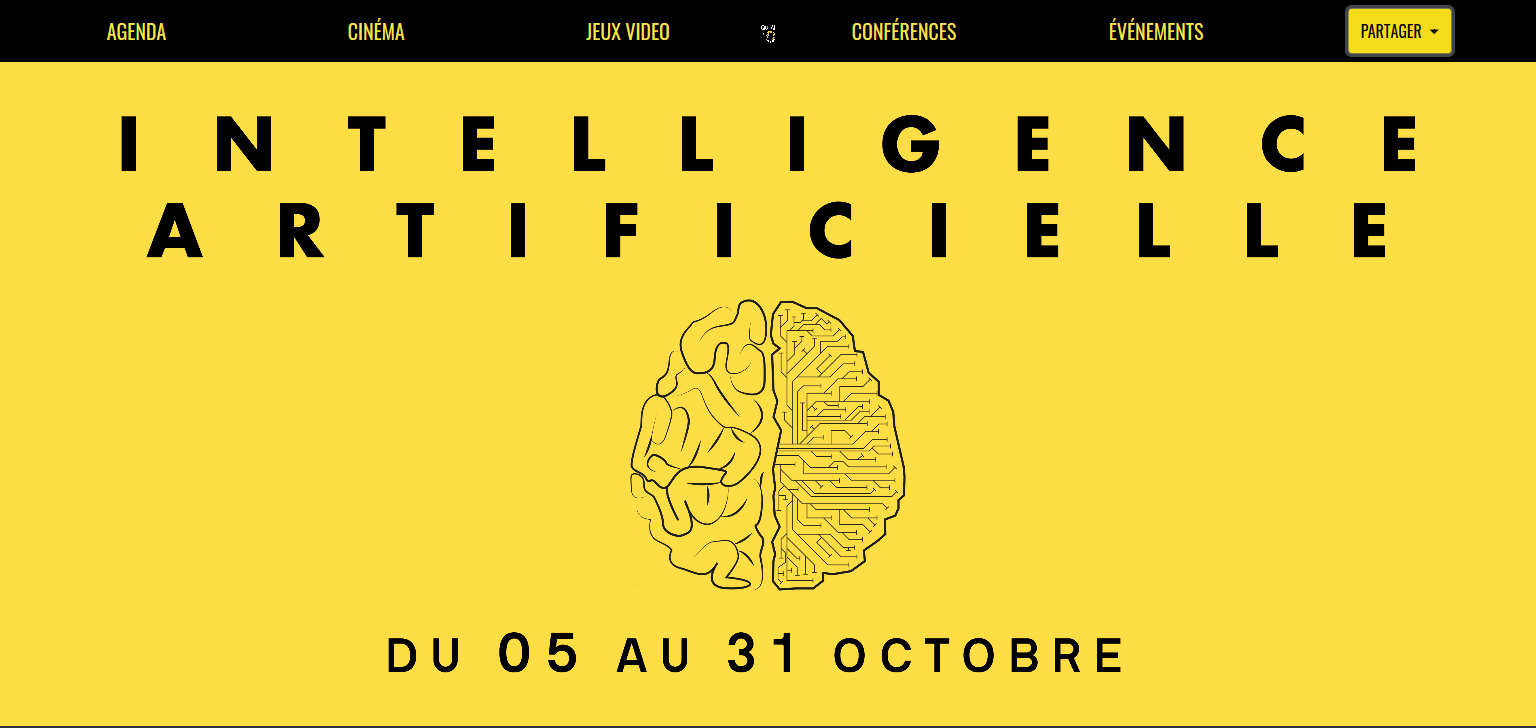 AGENDA
CINÉMA
JEUX VIDEO
CONFÉRENCES
ÉVÉNEMENTS
PARTAGER
INTELLIGENCE
ARTIFICIELLE
DU 05 AU 31 OCTOBRE